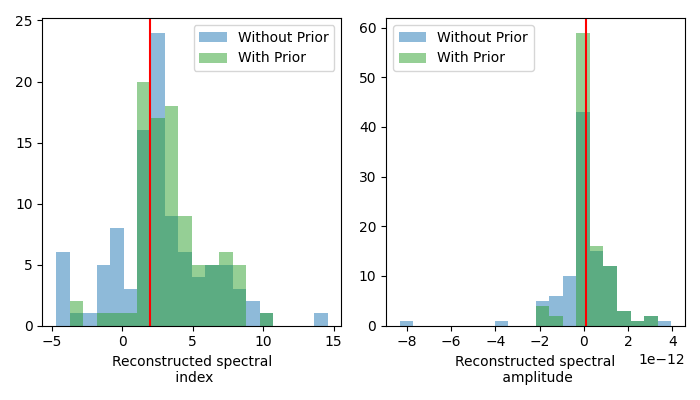 25
20
15
10
5
0
−5
0
5
10
15
Reconstructed spectral
index
Without Prior
With Prior
60
50
40
30
20
10
0
−8
−6
−4
−2
0
2
4
1e−12
Reconstructed spectral
amplitude
Without Prior
With Prior